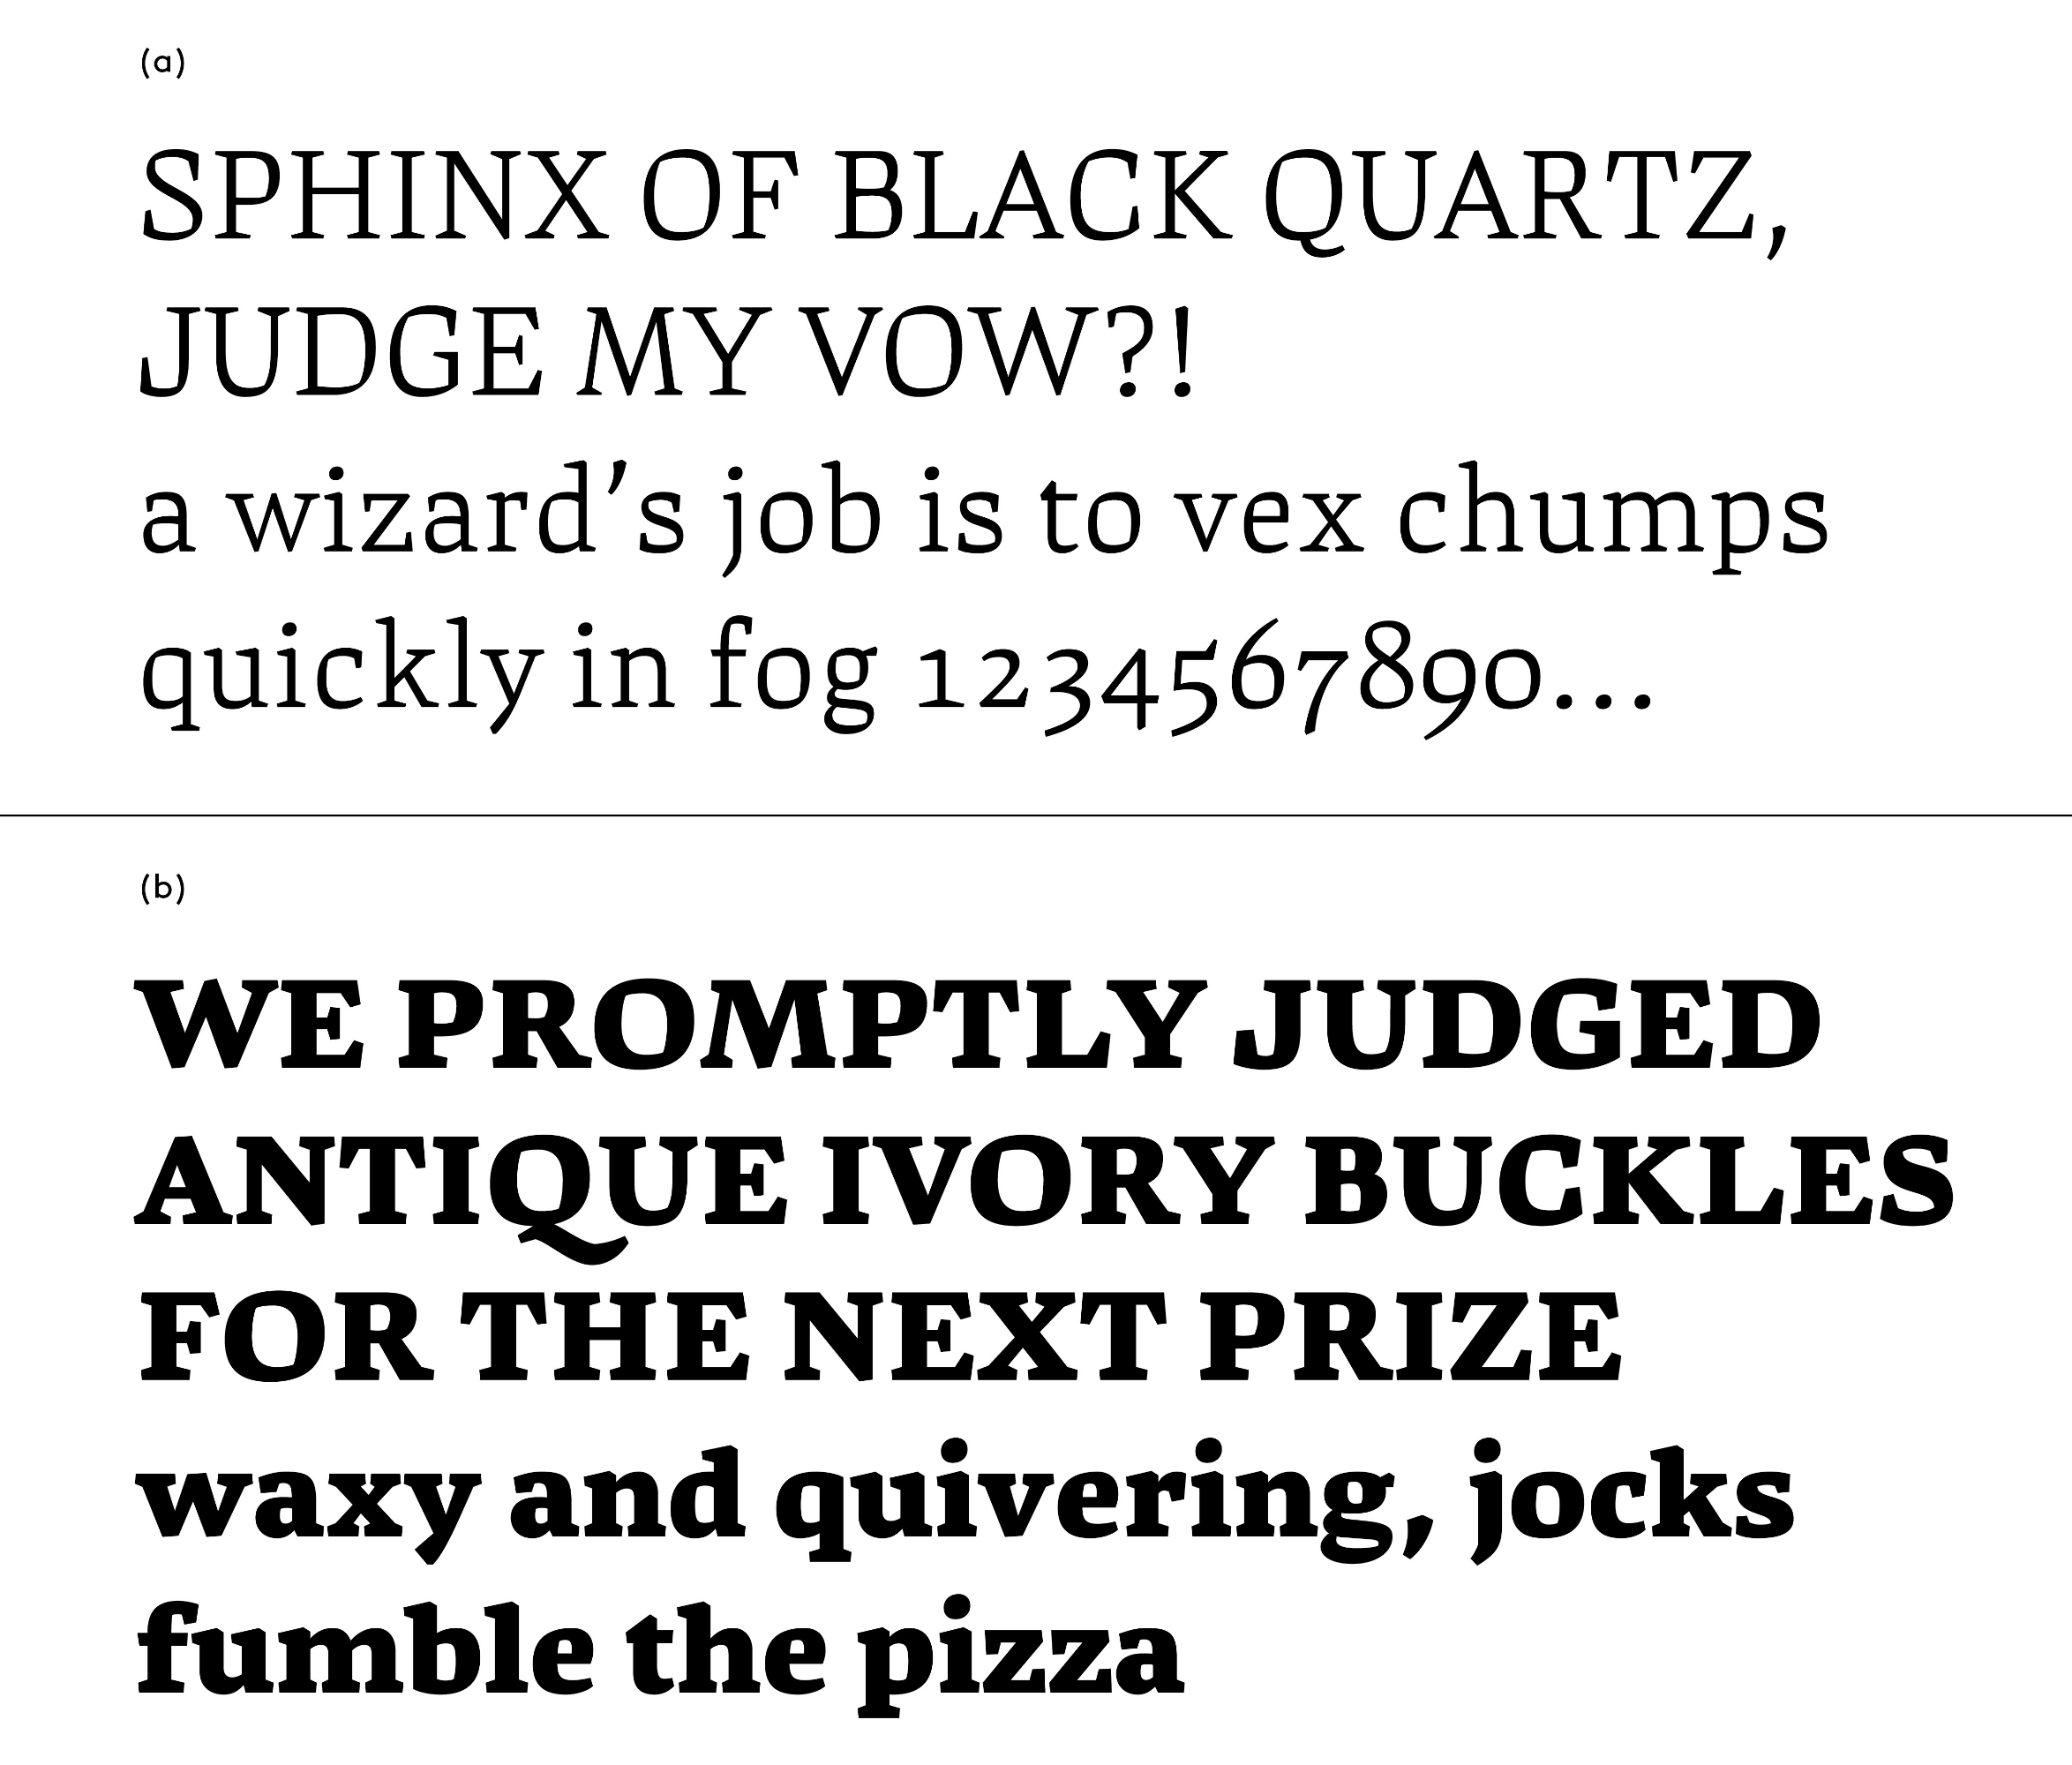 (a)
SPHINX OF BLACK QUARTZ,
JUDGE MY VOW?!
a wizard’s job is to vex chumps
quickly in fog 1234567890...
(b)
WE PROMPTLY JUDGED
ANTIQUE IVORY BUCKLES
FOR THE NEXT PRIZE
waxy and quivering, jocks
fumble the pizza